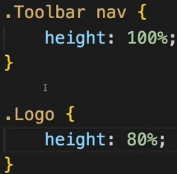 .Toolbar nav {
    height: 100%;
}

.Logo {
    height: 80%;
}